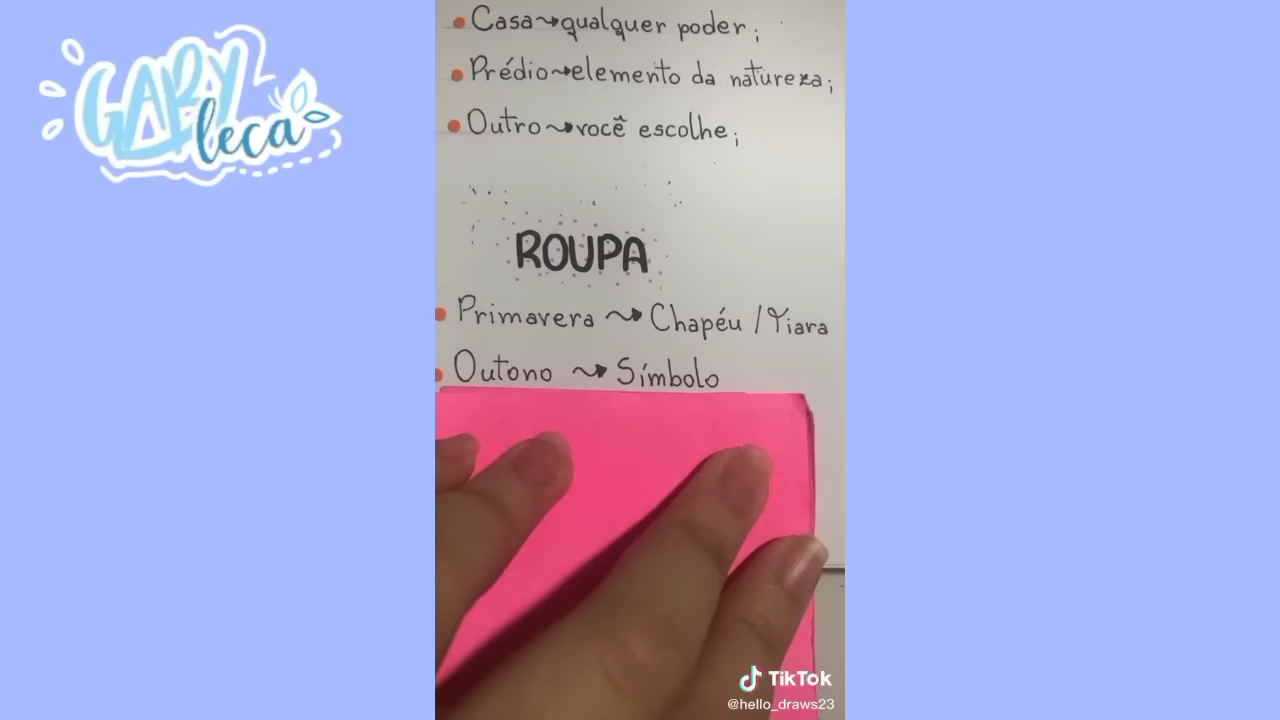 GABY
leca
Casa⤳qualquer poder;
Prédio⤳elemento da natureza;
Outro⤳você escolhe;
ROUPA
Primavera ⤳ Chapéu / Tiara
Outono ⤳ Símbolo
TikTok
@hello_draws23